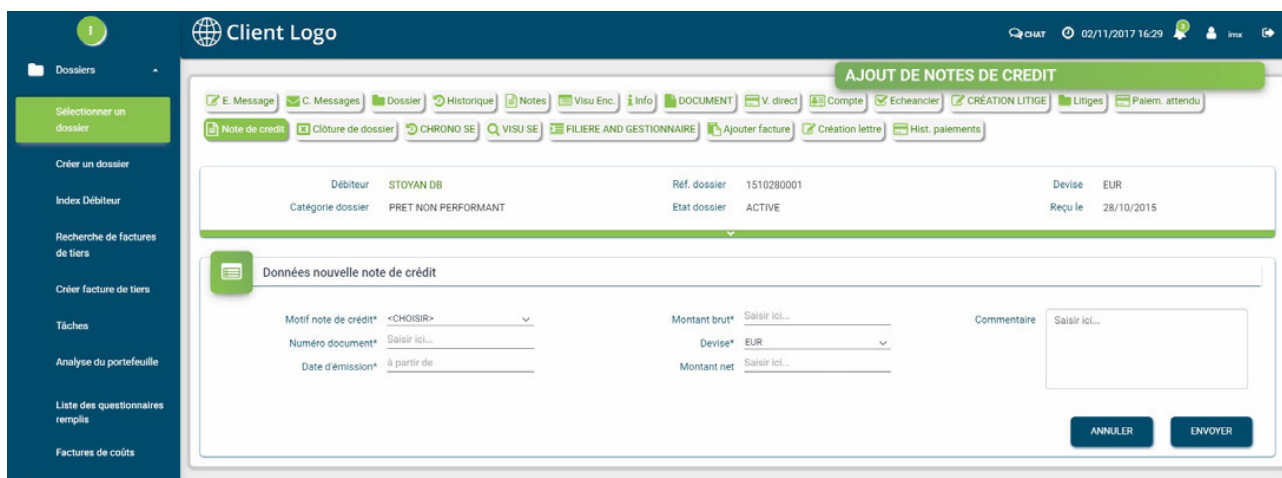 Client Logo
CHAT 02/11/2017 16:29 0 imx
Dossiers
Sélectionner un
dossier
Créer un dossier
Index Débiteur
Recherche de factures
de tiers
Créer facture de tiers
Tâches
Analyse du portefeuille
Liste des questionnaires
remplis
Factures de coûts
AJOUT DE NOTES DE CREDIT
E. Message C. Messages Dossier Historique Notes Visu Enc. Info DOCUMENT V. direct Compte Echeancier CRÉATION LITIGE Litiges Paiem. attendu
Note de credit Clôture de dossier CHRONO SE VISU SE FILIERE AND GESTIONNAIRE Ajouter facture Création lettre Hist. paiements
Débiteur STOYAN DB Réf. dossier 1510280001 Devise EUR
Catégorie dossier PRET NON PERFORMANT Etat dossier ACTIVE Reçu le 28/10/2015
Données nouvelle note de crédit
Motif note de crédit* <CHOISIR> Montant brut* Saisir ici... Commentaire Saisir ici...
Numéro document* Saisir ici... Devise* EUR
Date d'émission* à partir de Montant net Saisir ici...
ANNULER ENVOYER